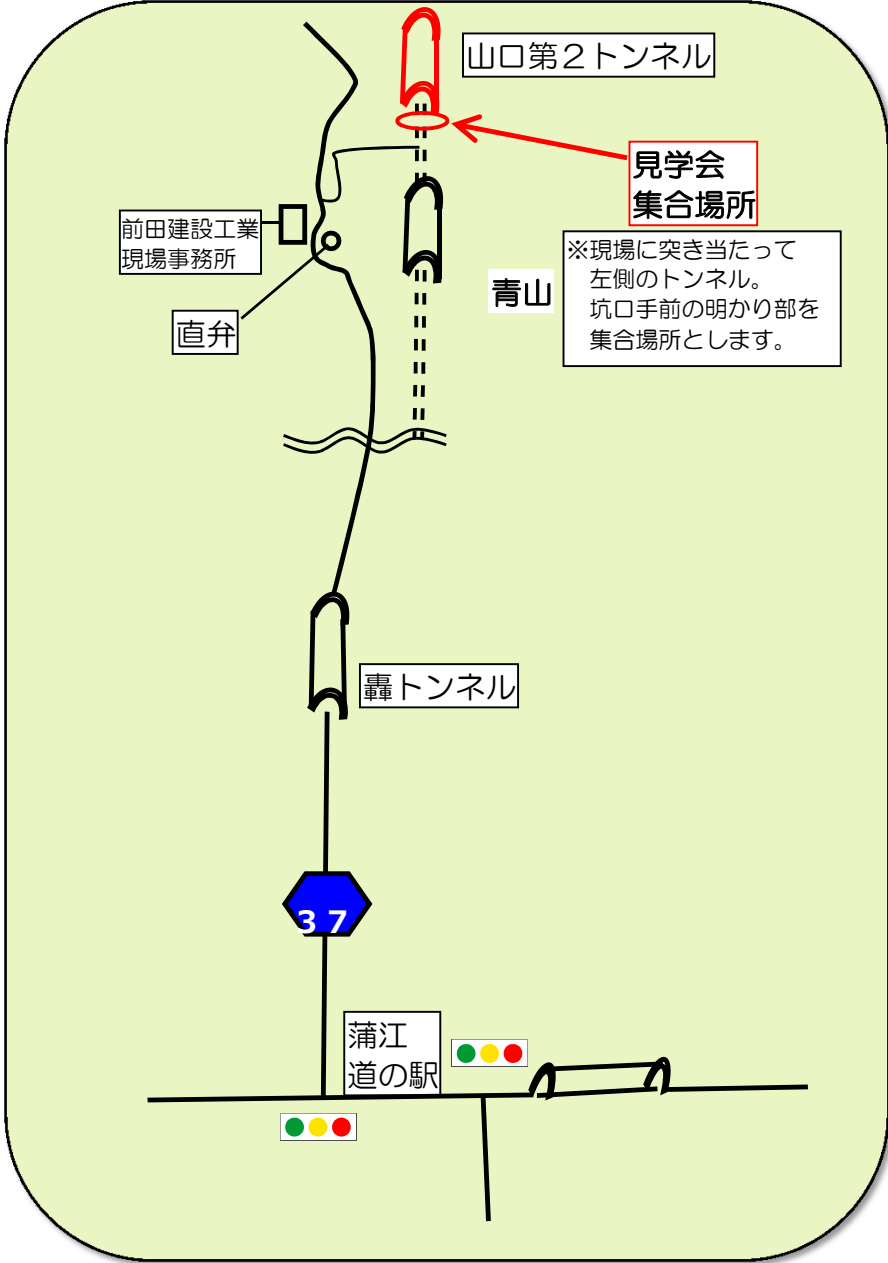 山口第２トンネル
見学会
集合場所
※現場に突き当たって
左側のトンネル。
坑口手前の明かり部を
集合場所とします。
前田建設工業
現場事務所
青山
直弁
轟トンネル
３７
蒲江
道の駅